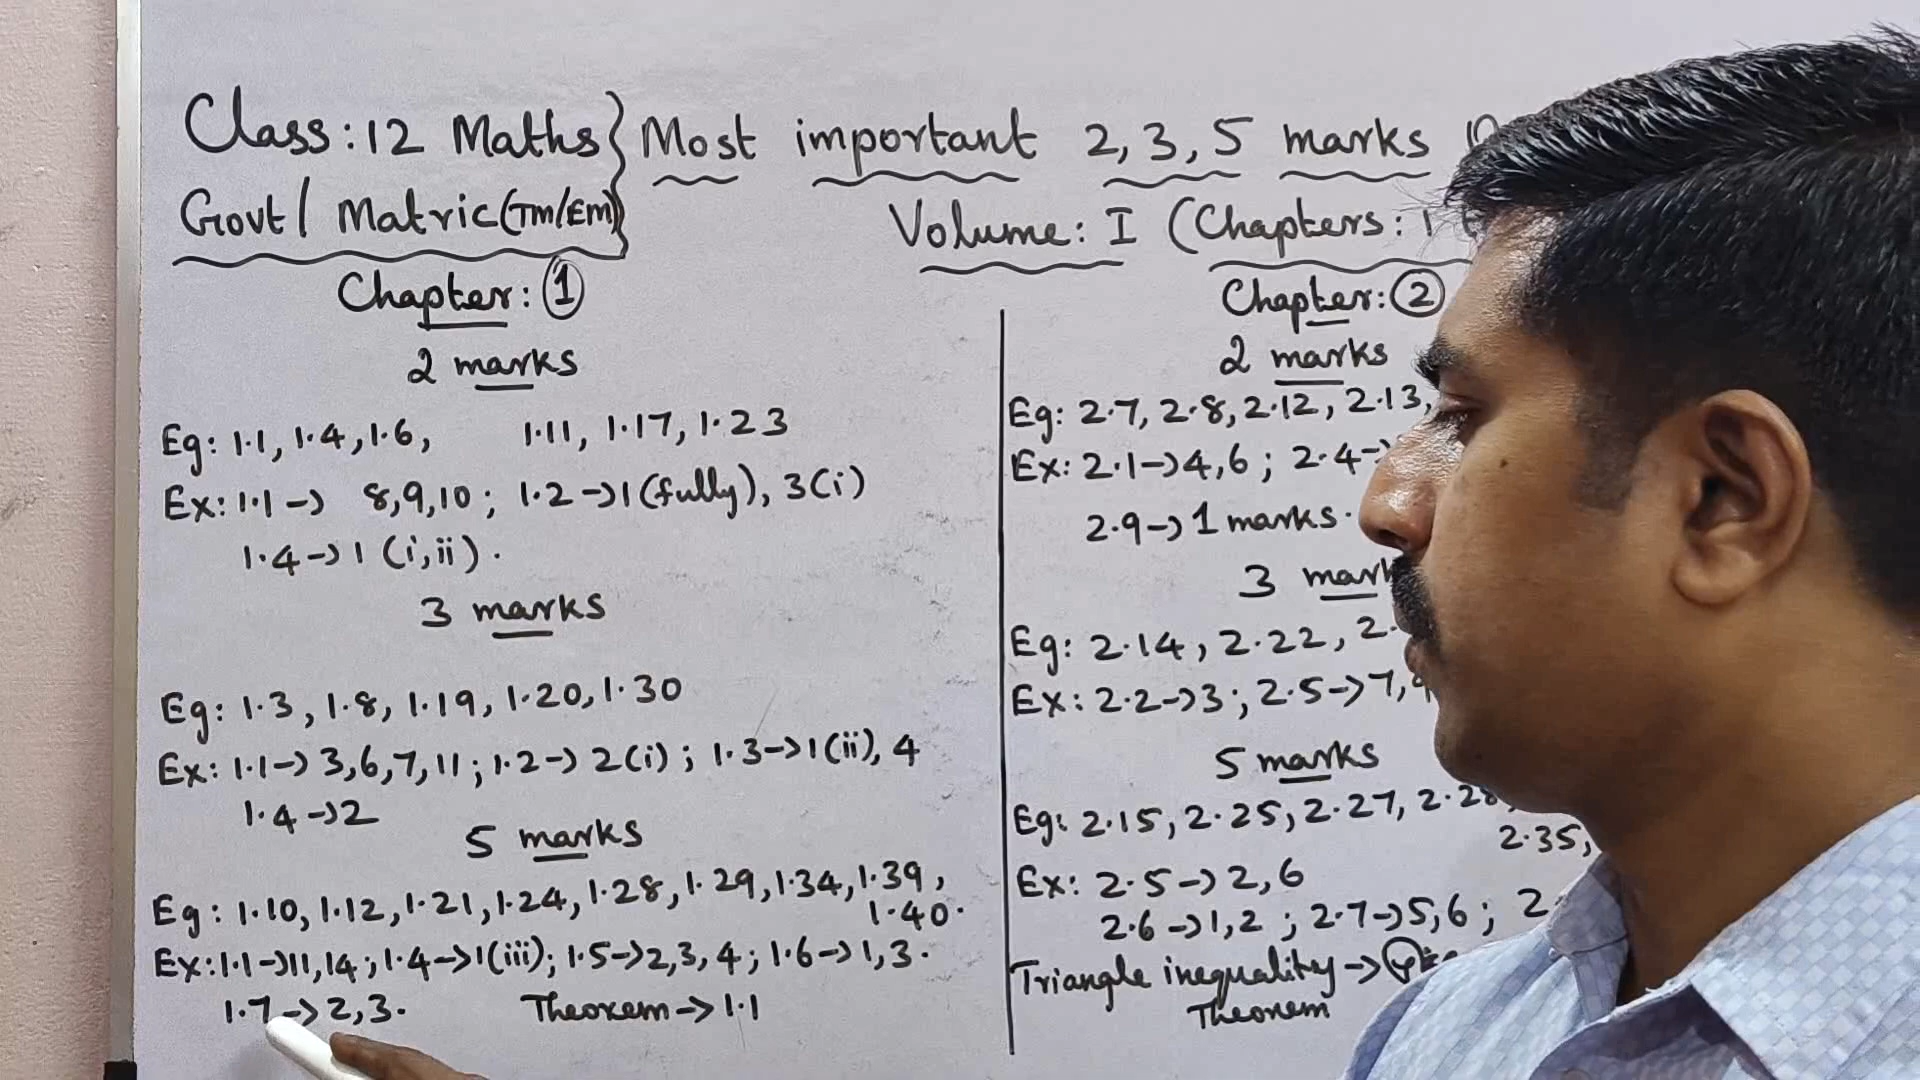 Class: 12 Maths } Most important 2, 3, 5 marks
Govt / Matric (TM/EM) Volume: I (Chapters: 1
Chapter: 1
2 marks
Eg: 1.1, 1.4, 1.6, 1.11, 1.17, 1.23
Ex: 1.1 → 8,9,10; 1.2 → 1 (fully), 3(i)
1.4 → 1 (i,ii).
3 marks
Eg: 1.3, 1.8, 1.19, 1.20, 1.30
Ex: 1.1 → 3,6,7,11; 1.2 → 2(i); 1.3 → 1(ii), 4
1.4 → 2
5 marks
Eg: 1.10, 1.12, 1.21, 1.24, 1.28, 1.29, 1.34, 1.39,
1.40.
Ex: 1.1 → 11, 14; 1.4 → 1(iii); 1.5 → 2,3,4; 1.6 → 1,3.
1.7 → 2,3. Theorem → 1.1
Chapter: 2
2 marks
Eg: 2.7, 2.8, 2.12, 2.13,
Ex: 2.1 → 4,6; 2.4 →
2.9 → 1 marks.
3 mark
Eg: 2.14, 2.22,
Ex: 2.2 → 3; 2.5 → 7,
5 marks
Eg: 2.15, 2.25, 2.27, 2.28,
2.35,
Ex: 2.5 → 2,6
2.6 → 1,2; 2.7 → 5,6;
Triangle inequality →
Theorem